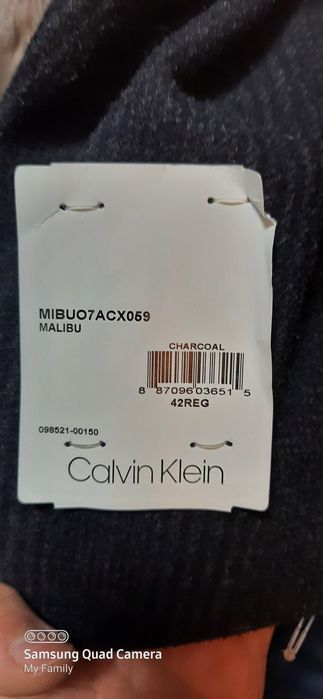 MIBUO7ACX059
MALIBU
CHARCOAL
8 87096 03651 5
42REG
098521-00150
Calvin Klein
Samsung Quad Camera
My Family